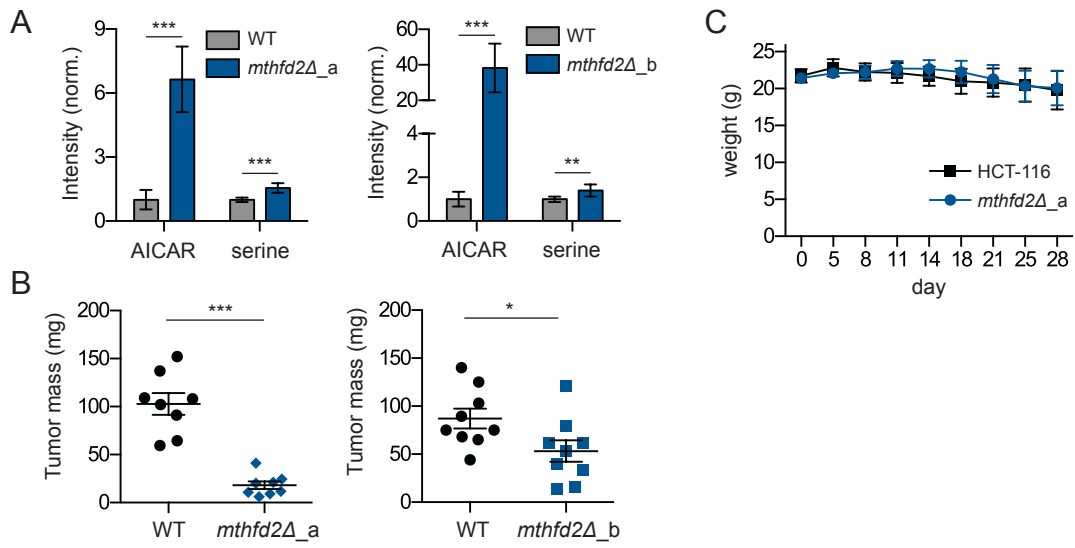 A
Intensity (norm.)
9
6
3
0
***
***
WT
mthfd2Δ_a
AICAR
serine
Intensity (norm.)
60
40
20
4
2
0
***
**
WT
mthfd2Δ_b
AICAR
serine
C
weight (g)
25
20
15
10
5
0
HCT-116
mthfd2Δ_a
0 5 8 11 14 18 21 25 28
day
B
Tumor mass (mg)
200
150
100
50
0
***
WT
mthfd2Δ_a
Tumor mass (mg)
200
150
100
50
0
*
WT
mthfd2Δ_b